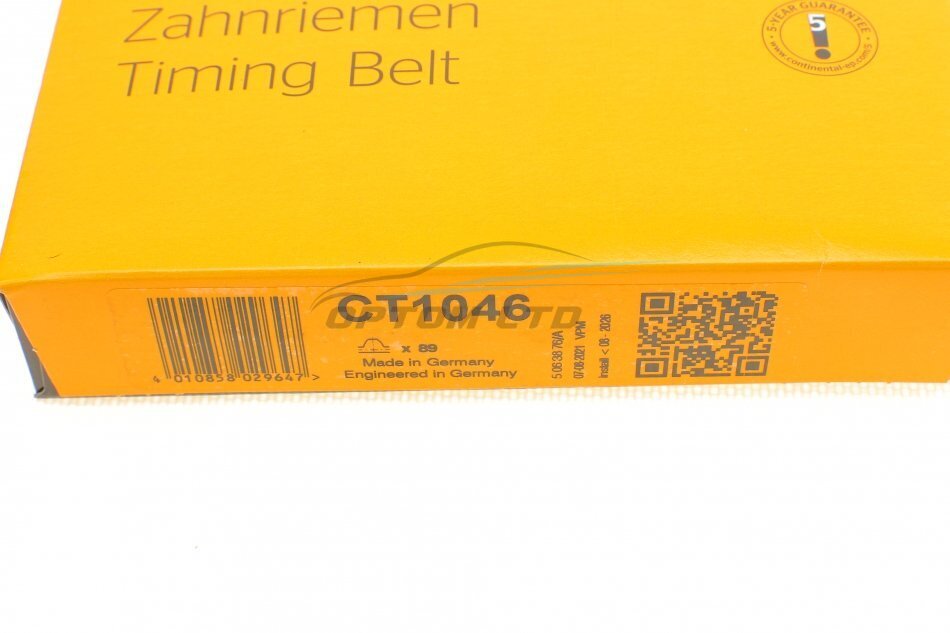 Zahnriemen
Timing Belt
5-YEAR GUARANTEE
5
www.continental-ep.com/5
CT1046
OPTOM LTD.
x 89
Made in Germany
Engineered in Germany
4 010858 029647 >
5 06 38 76/A
07-08-2021 VPM
install < 08 - 2026